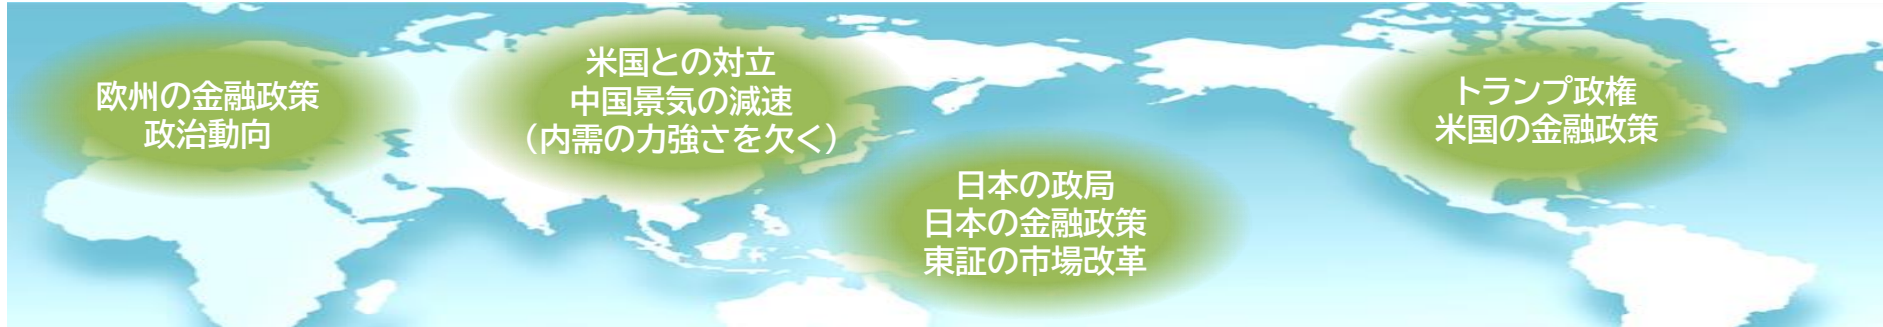 欧州の金融政策
政治動向
米国との対立
中国景気の減速
（内需の力強さを欠く）
日本の政局
日本の金融政策
東証の市場改革
トランプ政権
米国の金融政策